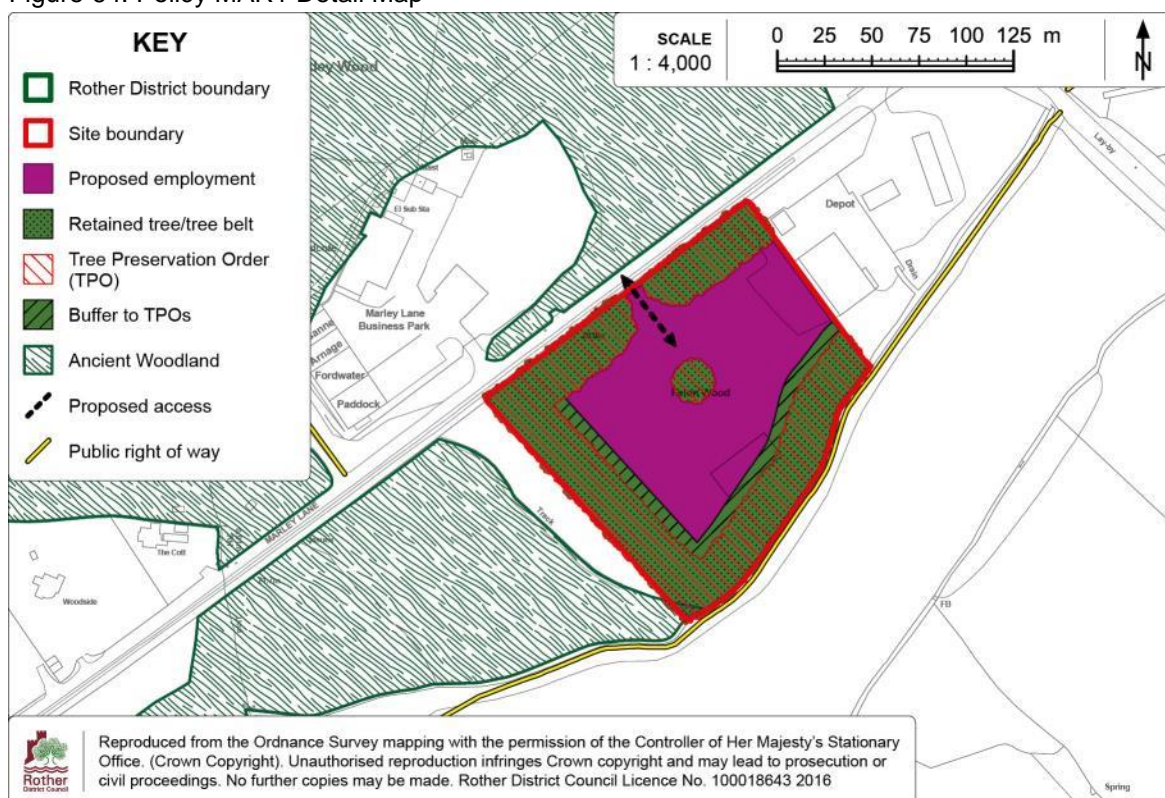 Figure 64: Policy MAR1 Detail Map
KEY
Rother District boundary
Site boundary
Proposed employment
Retained tree/tree belt
Tree Preservation Order
(TPO)
Buffer to TPOs
Ancient Woodland
Proposed access
Public right of way
SCALE
1 : 4,000
0 25 50 75 100 125 m
N
ley Wood
El Sub Sta
Depot
Drain
Lay-by
Marley Lane
Business Park
Arnage
Fordwater
Paddock
Wood
MARLEY LANE
Track
The Cott
Woodside
FB
Spring
Rother
District Council
Reproduced from the Ordnance Survey mapping with the permission of the Controller of Her Majesty's Stationary
Office. (Crown Copyright). Unauthorised reproduction infringes Crown copyright and may lead to prosecution or
civil proceedings. No further copies may be made. Rother District Council Licence No. 100018643 2016